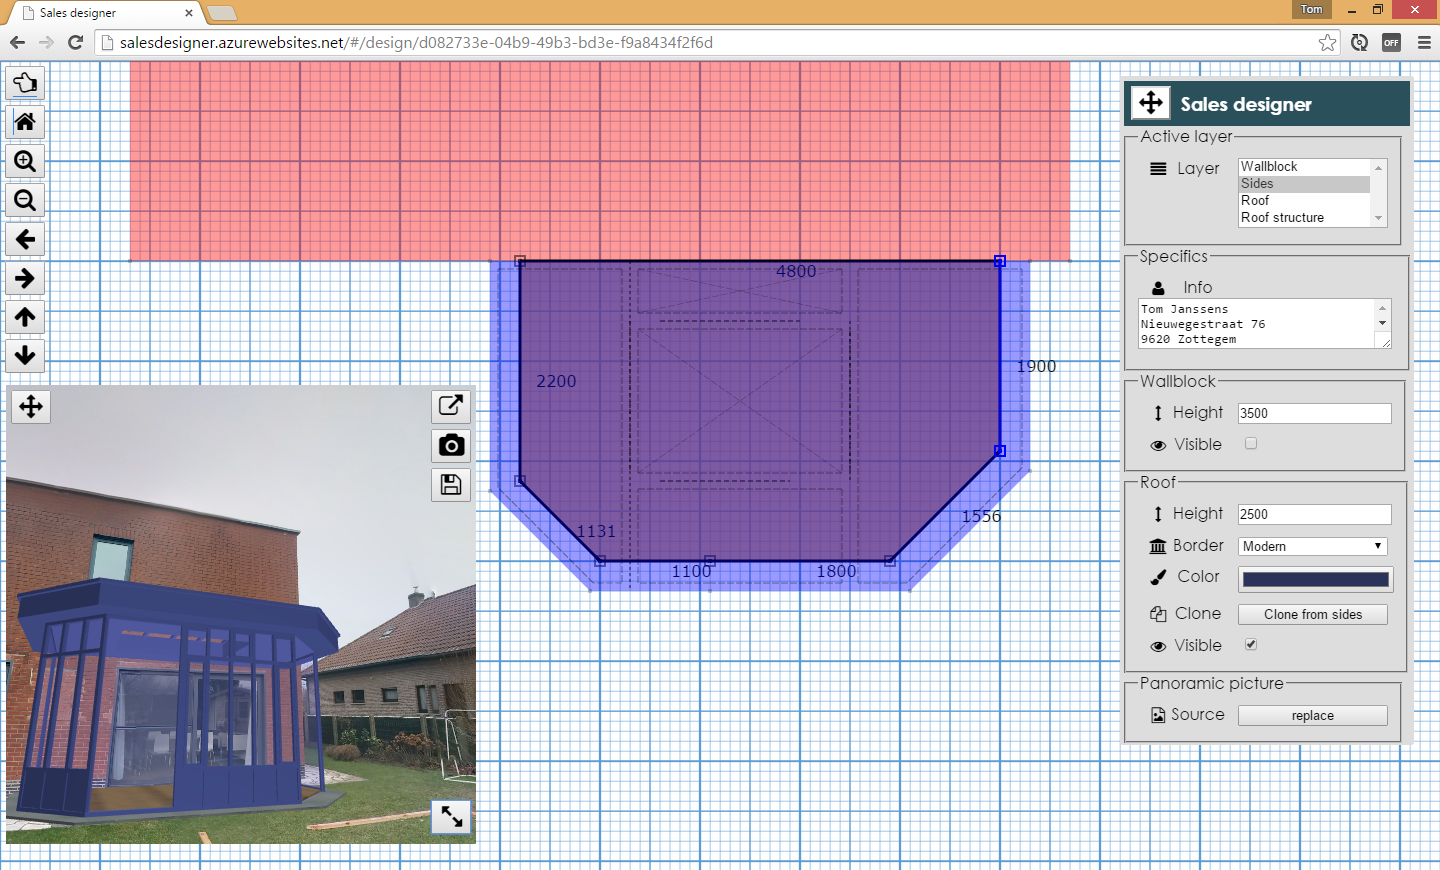 Sales designer
Tom
salesdesigner.azurewebsites.net/#/design/d082733e-04b9-49b3-bd3e-f9a8434f2f6d
OFF
Sales designer
Active layer
Layer
Wallblock
Sides
Roof
Roof structure
Specifics
Info
Tom Janssens
Nieuwegestraat 76
9620 Zottegem
Wallblock
Height 3500
Visible
Roof
Height 2500
Border Modern
Color
Clone Clone from sides
Visible
Panoramic picture
Source replace
4800
2200
1900
1131
1556
1100
1800